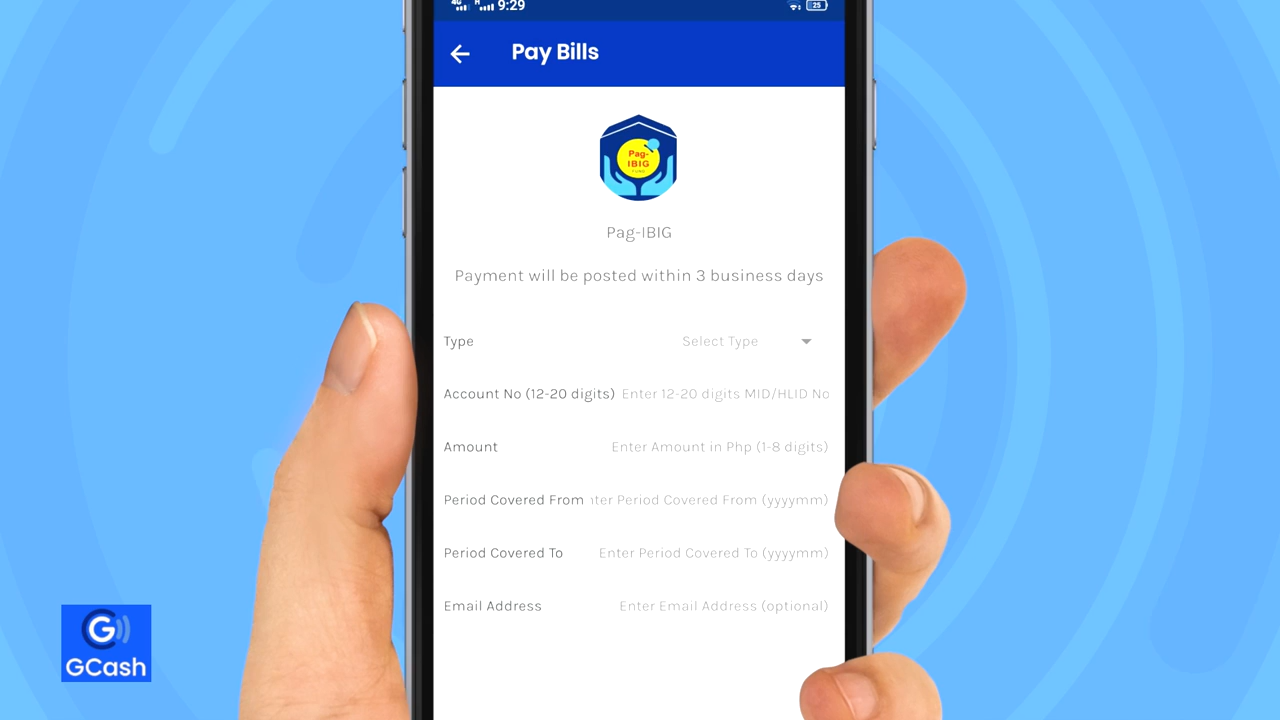 4G H 9:29 25
Pay Bills
Pag-
IBIG
FUND
Pag-IBIG
Payment will be posted within 3 business days
Type Select Type
Account No (12-20 digits) Enter 12-20 digits MID/HLID No
Amount Enter Amount in Php (1-8 digits)
Period Covered From nter Period Covered From (yyyymm)
Period Covered To Enter Period Covered To (yyyymm)
Email Address Enter Email Address (optional)
G
GCash